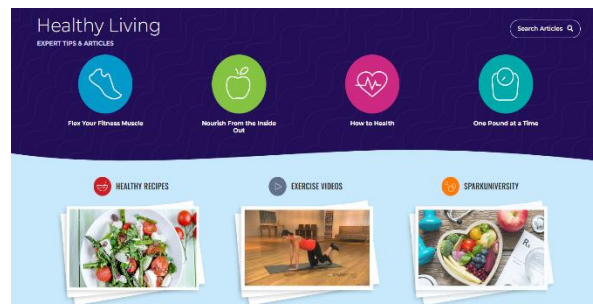 Healthy Living
EXPERT TIPS & ARTICLES
Search Articles
Flex Your Fitness Muscle
Nourish From the Inside
Out
How to Health
One Pound at a Time
HEALTHY RECIPES
EXERCISE VIDEOS
SPARKUNIVERSITY